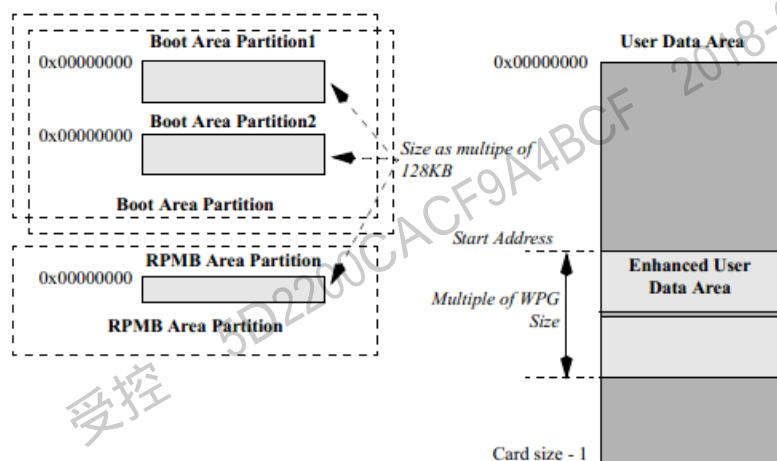 Boot Area Partition1
0x00000000
Boot Area Partition2
0x00000000
Boot Area Partition
Size as multipe of
128KB
RPMB Area Partition
0x00000000
RPMB Area Partition
User Data Area
0x00000000
Start Address
Multiple of WPG
Size
Enhanced User
Data Area
Card size - 1
受控 5D2200CACF9A4BCF 2018-